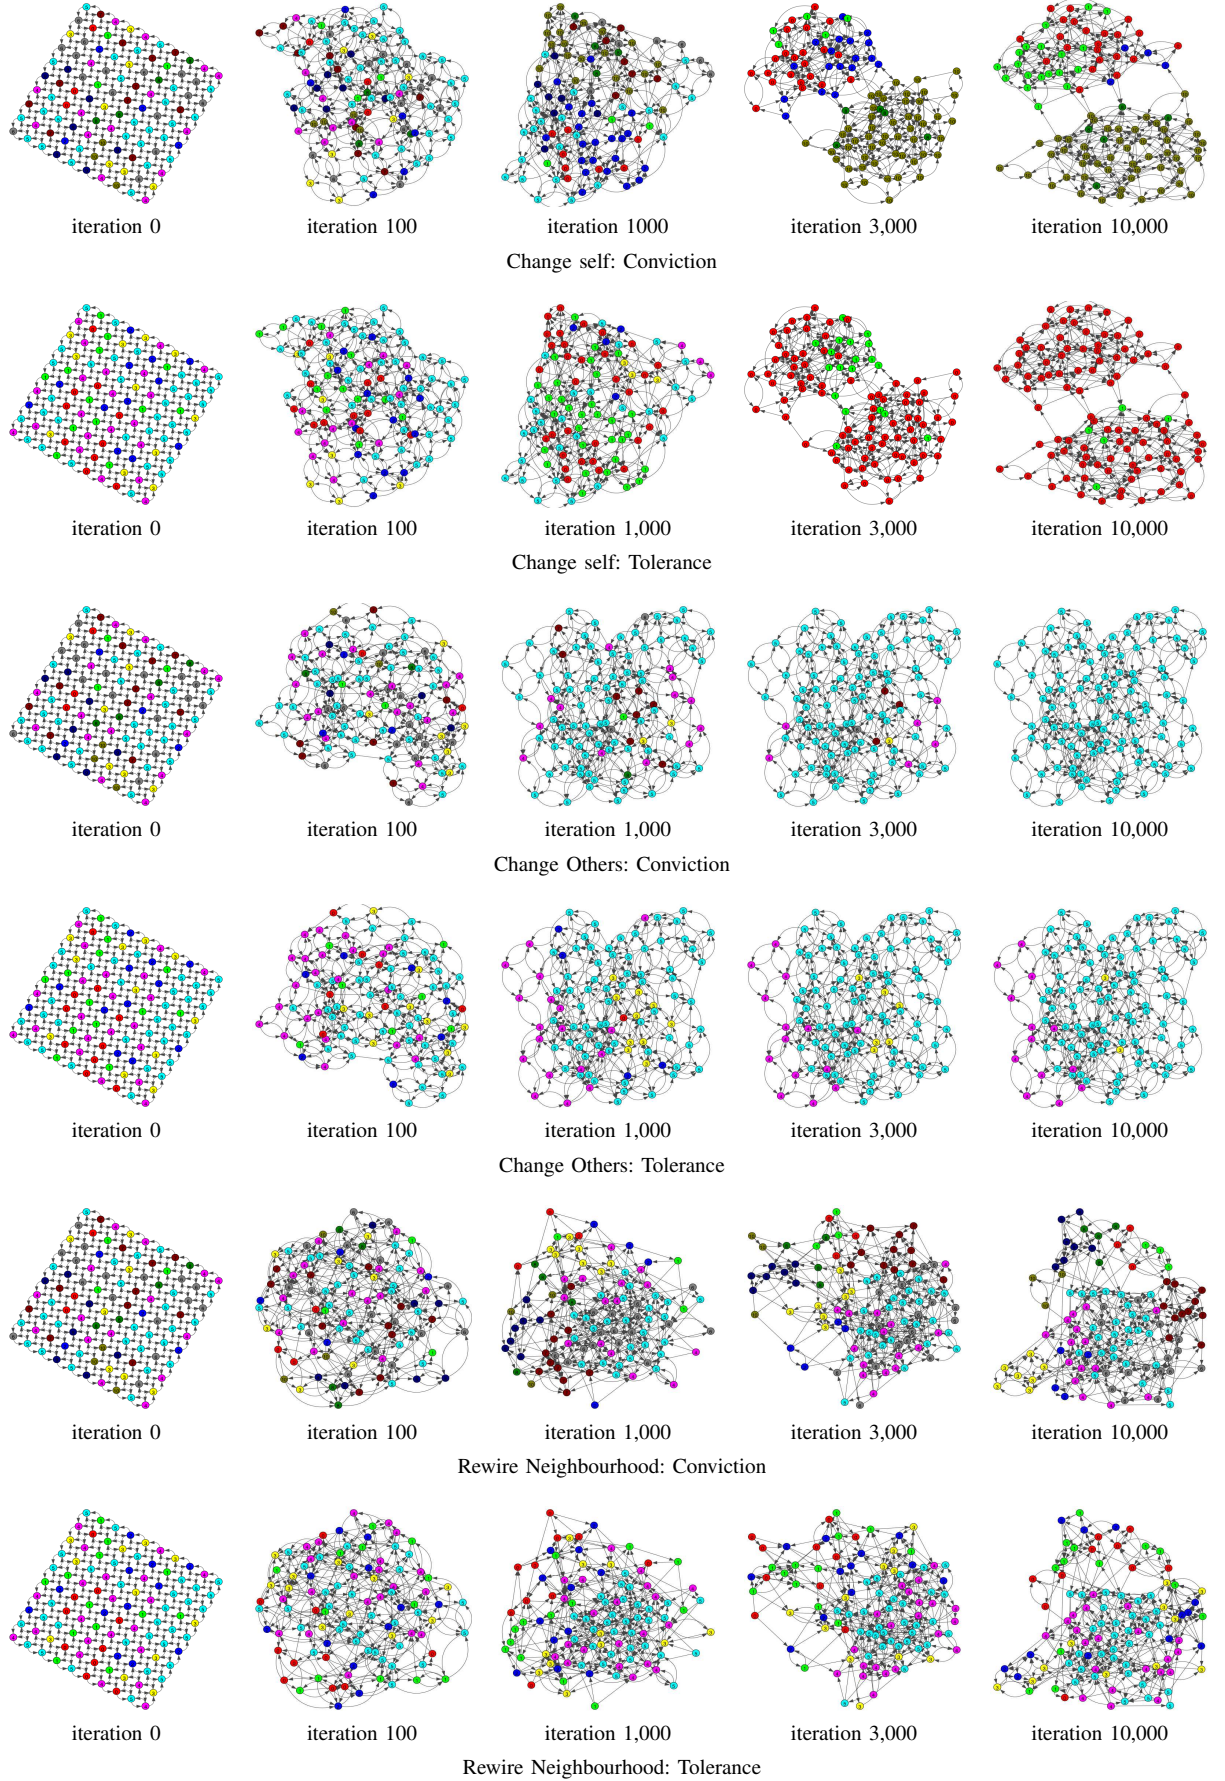 iteration 0 iteration 100 iteration 1000 iteration 3,000 iteration 10,000
Change self: Conviction
iteration 0 iteration 100 iteration 1,000 iteration 3,000 iteration 10,000
Change self: Tolerance
iteration 0 iteration 100 iteration 1,000 iteration 3,000 iteration 10,000
Change Others: Conviction
iteration 0 iteration 100 iteration 1,000 iteration 3,000 iteration 10,000
Change Others: Tolerance
iteration 0 iteration 100 iteration 1,000 iteration 3,000 iteration 10,000
Rewire Neighbourhood: Conviction
iteration 0 iteration 100 iteration 1,000 iteration 3,000 iteration 10,000
Rewire Neighbourhood: Tolerance